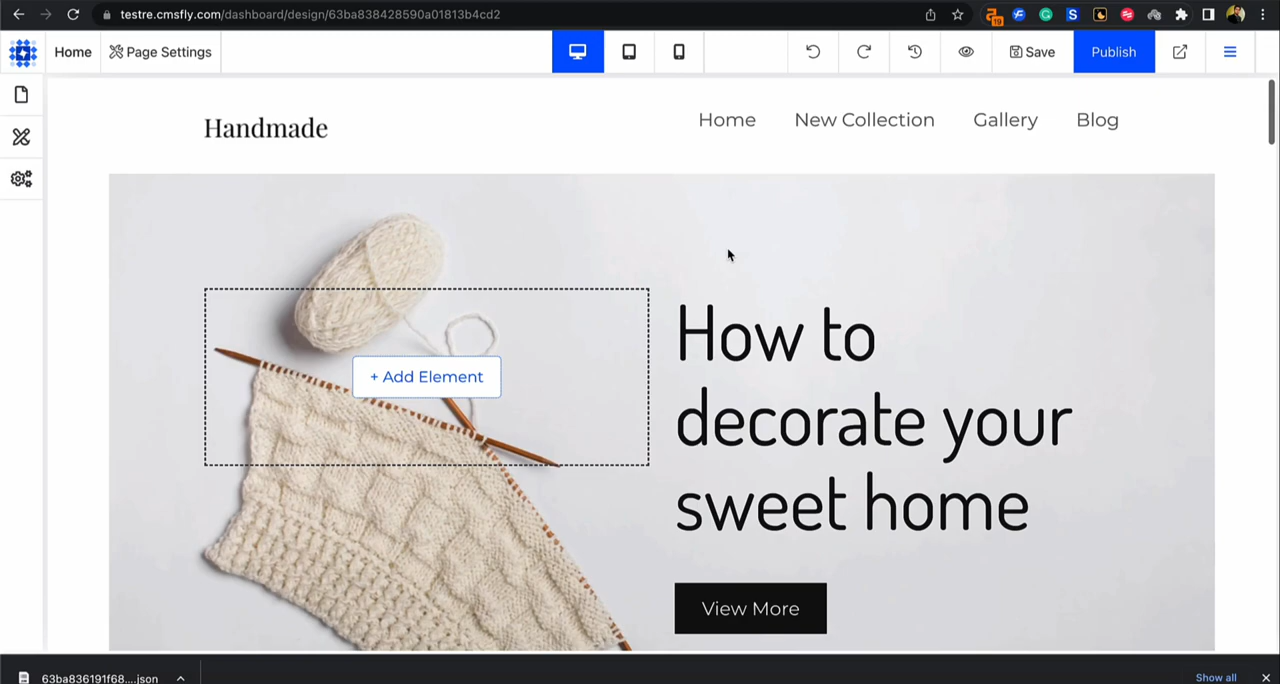 testre.cmsfly.com/dashboard/design/63ba838428590a01813b4cd2
19
S
Home
Page Settings
Save
Publish
Handmade
Home
New Collection
Gallery
Blog
+ Add Element
How to
decorate your
sweet home
View More
63ba836191f68....json
Show all